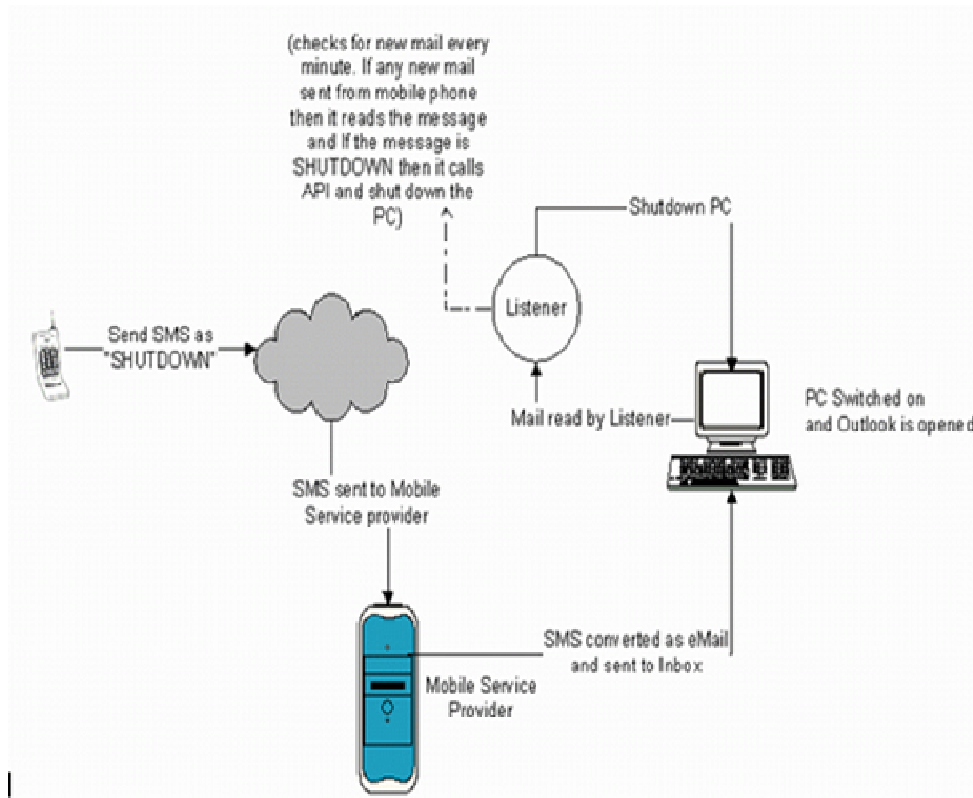 (checks for new mail every
minute. If any new mail
sent from mobile phone
then it reads the message
and If the message is
SHUTDOWN then it calls
API and shut down the
PC)
Shutdown PC
Listener
Send SMS as
"SHUTDOWN"
Mail read by Listener
PC Switched on
and Outlook is opened
SMS sent to Mobile
Service provider
SMS converted as eMail
and sent to Inbox
Mobile Service
Provider